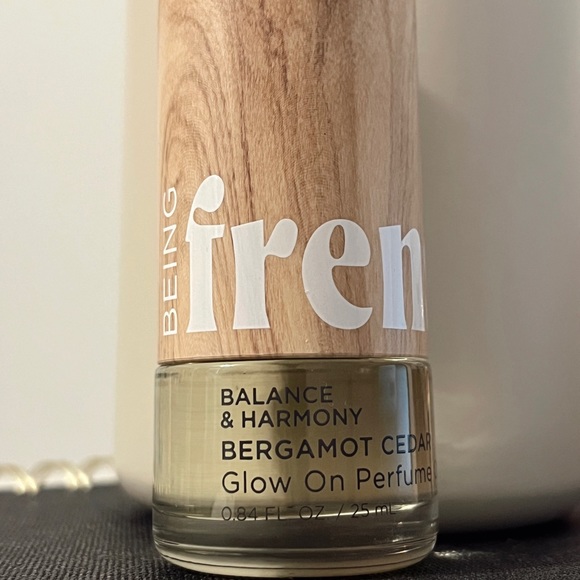 BEING
fren
BALANCE
& HARMONY
BERGAMOT CEDAR
Glow On Perfume
0.84 FL OZ / 25 mL